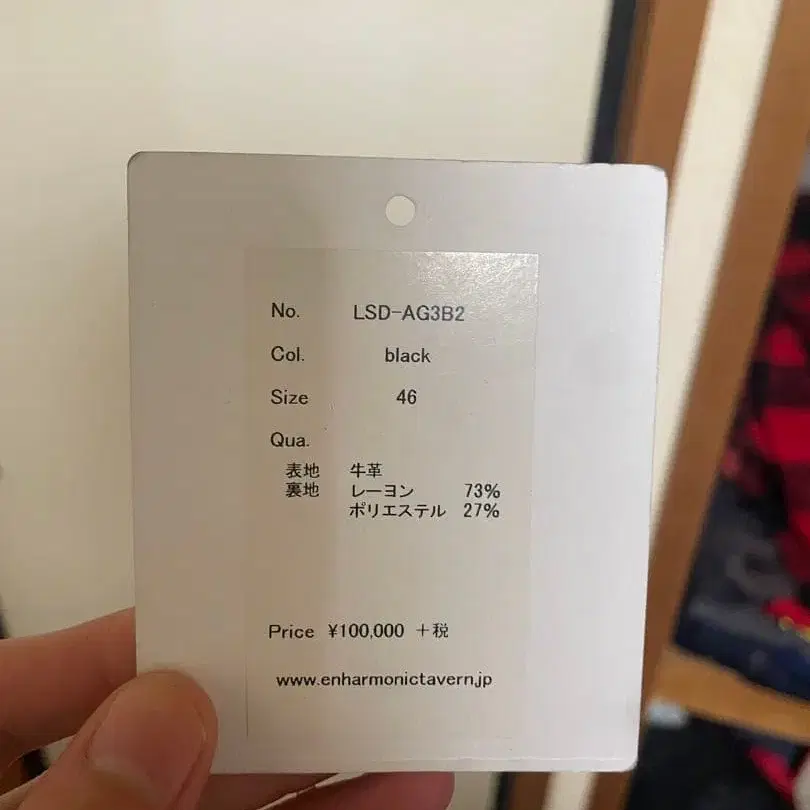 No. LSD-AG3B2
Col. black
Size 46
Qua.
表地 牛革
裏地 レーヨン 73%
ポリエステル 27%
Price ¥100,000 +税
www.enharmonictavern.jp